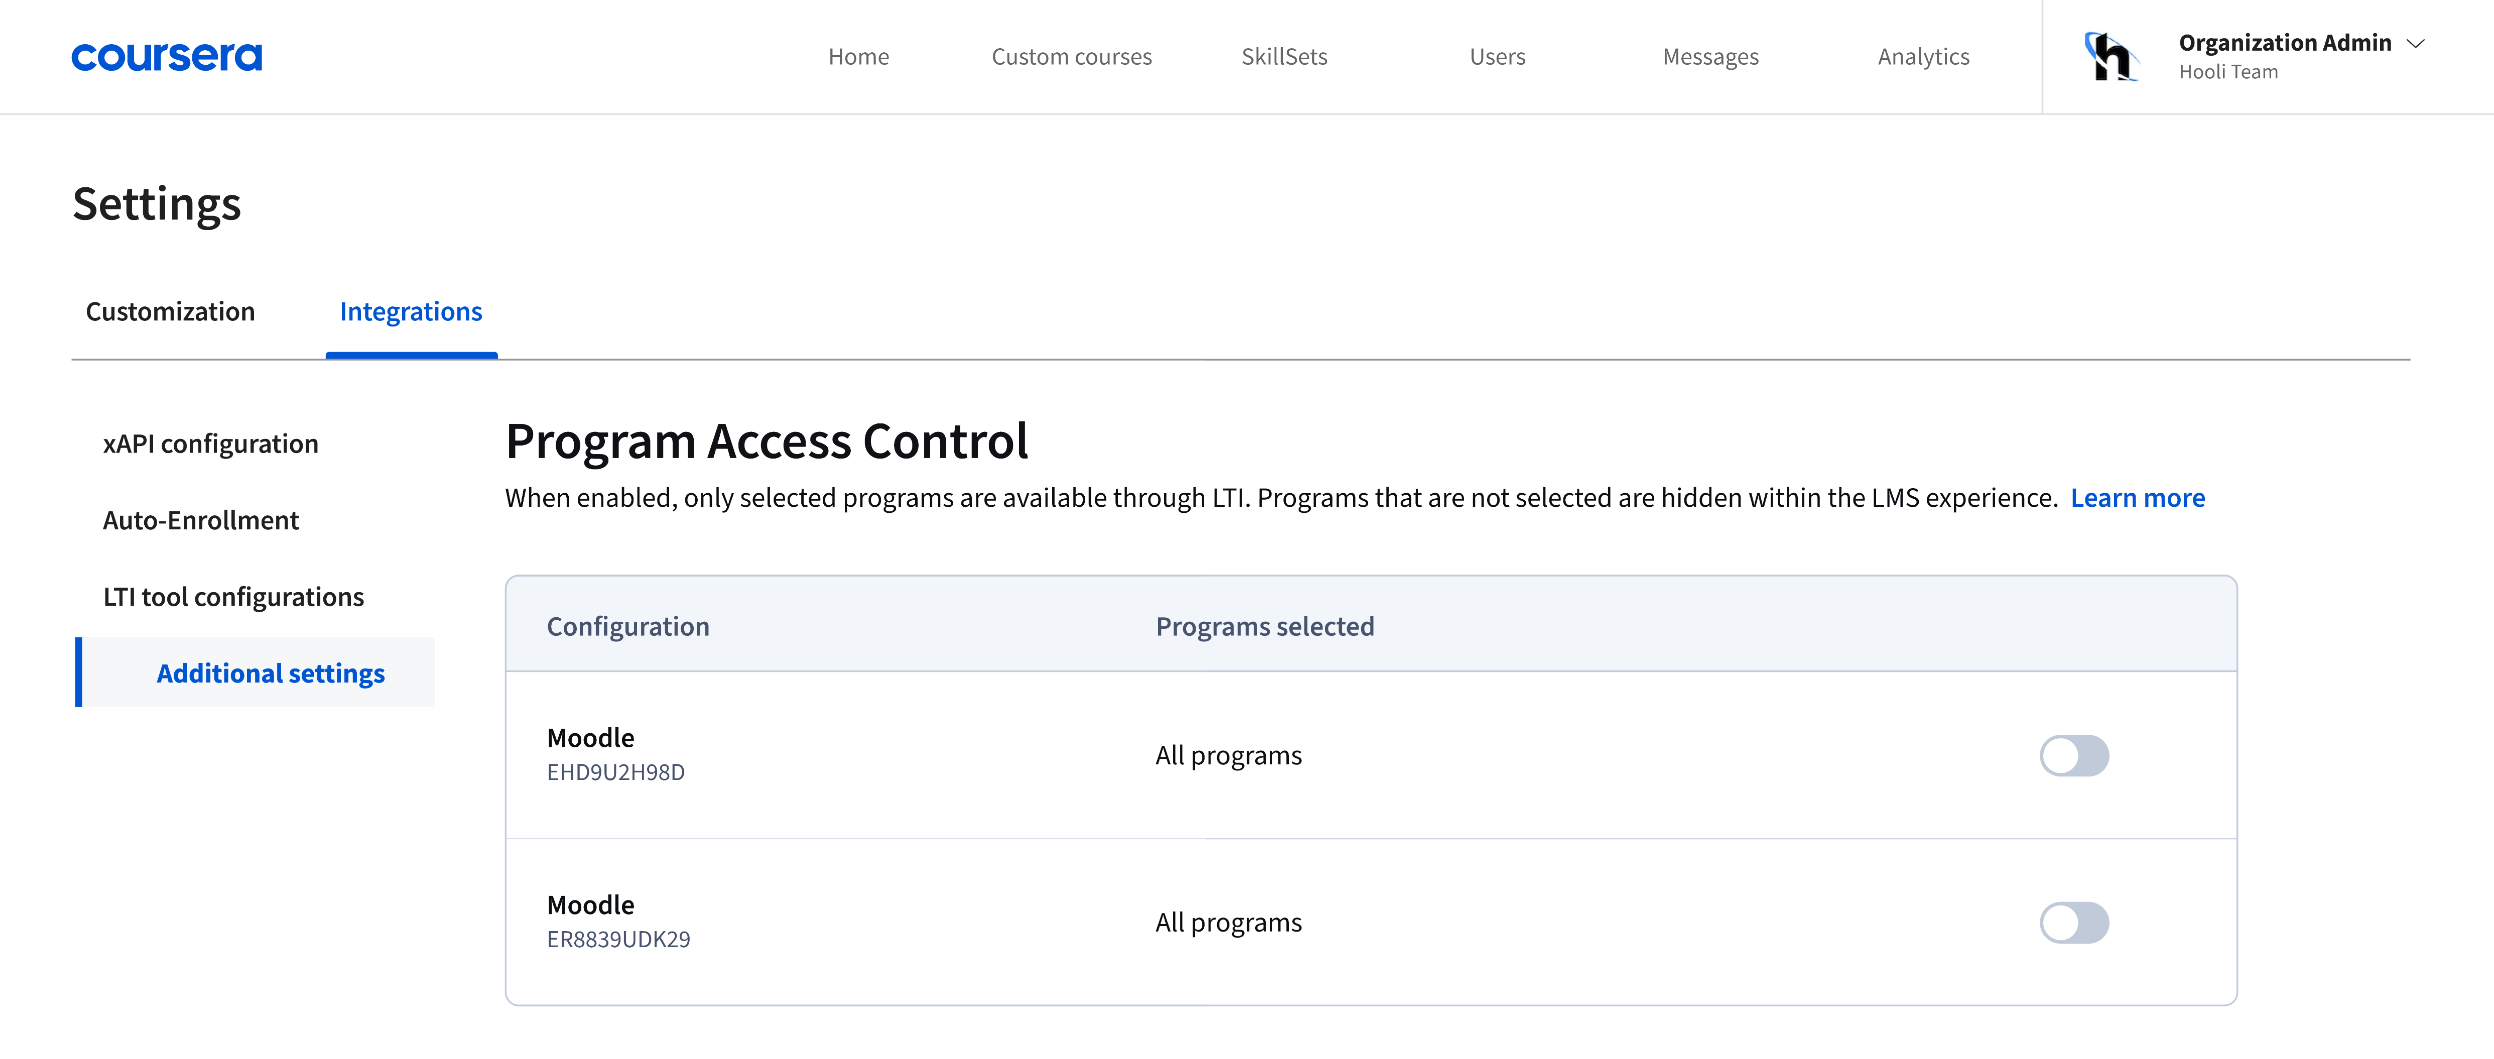 coursera
Home
Custom courses
SkillSets
Users
Messages
Analytics
h
Organization Admin
Hooli Team
Settings
Customization
Integrations
xAPI configuration
Auto-Enrollment
LTI tool configurations
Additional settings
Program Access Control
When enabled, only selected programs are available through LTI. Programs that are not selected are hidden within the LMS experience. Learn more
Configuration
Programs selected
Moodle
EHD9U2H98D
All programs
Moodle
ER8839UDK29
All programs